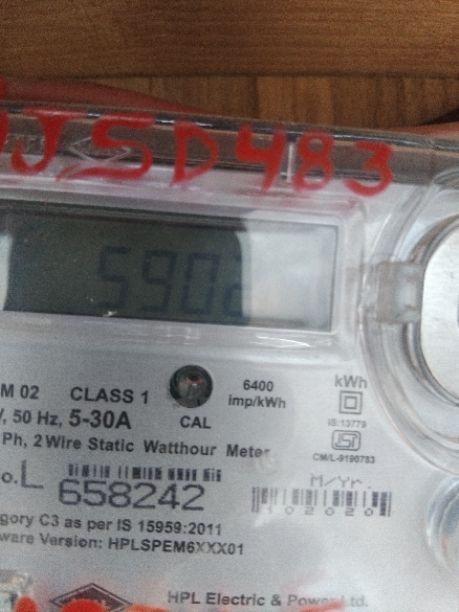 JSD483
5902
M 02 CLASS 1
6400 imp/kWh
kWh
, 50 Hz, 5-30A
CAL
IS:13779
Ph, 2 Wire Static Watthour Meter
CM/L-9190783
o. L 658242
M/Yr.
102020
gory C3 as per IS 15959:2011
ware Version: HPLSPEM6XXX01
HPL Electric & Power Ltd.